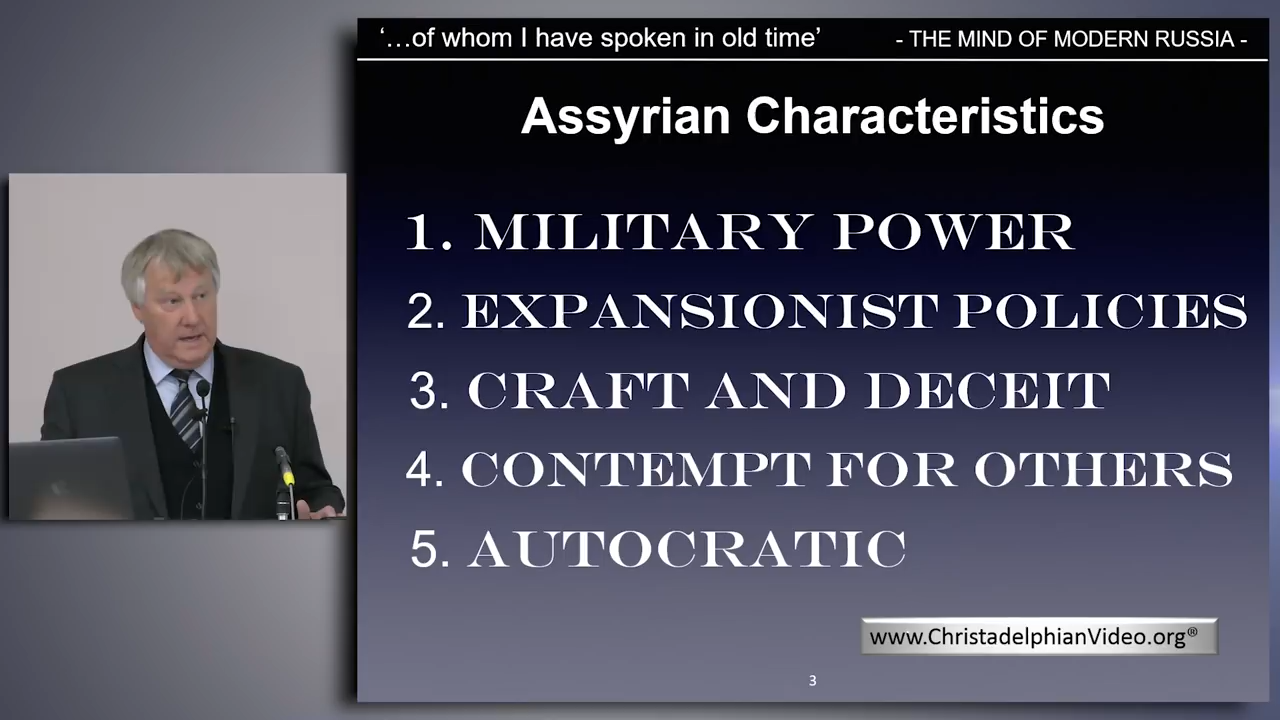 ‘…of whom I have spoken in old time’ - THE MIND OF MODERN RUSSIA -
Assyrian Characteristics
1. MILITARY POWER
2. EXPANSIONIST POLICIES
3. CRAFT AND DECEIT
4. CONTEMPT FOR OTHERS
5. AUTOCRATIC
www.ChristadelphianVideo.org®
3